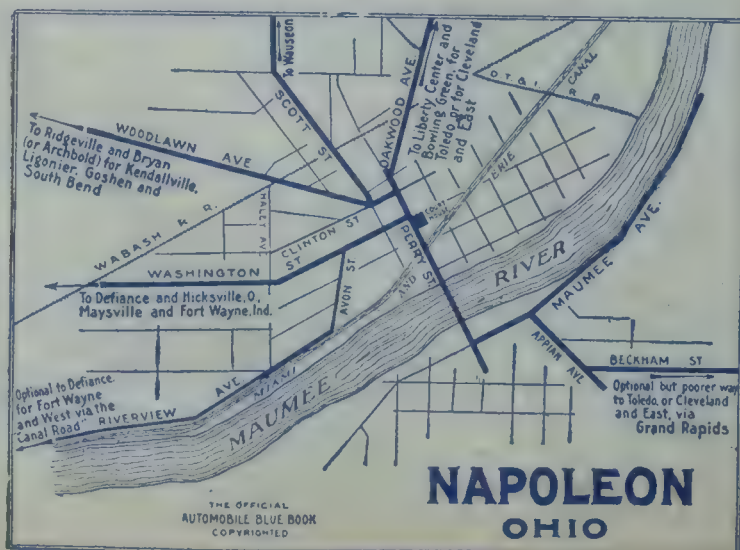 To Wauseon
SCOTT ST
OAKWOOD AVE.
To Liberty Center and
Bowling Green, for
Toledo or for Cleveland
and East
CANAL
O.T.&I R R
ERIE
WOODLAWN AVE
To Ridgeville and Bryan
(or Archbold) for Kendallville,
Ligonier, Goshen and
South Bend
WABASH R R.
HALEY AVE
CLINTON ST
COURT
HOUSE
PERRY ST
AND
WASHINGTON ST
To Defiance and Hicksville, O,
Maysville and Fort Wayne, Ind.
AVON ST
RIVER
MAUMEE AVE.
APPIAN AVE
BECKHAM ST
Optional but poorer way
to Toledo, or Cleveland
and East, via
Grand Rapids
Optional to Defiance.
for Fort Wayne
and West via the
"Canal Road"
RIVERVIEW AVE
MIAMI
MAUMEE
THE OFFICIAL
AUTOMOBILE BLUE BOOK
COPYRIGHTED
NAPOLEON
OHIO